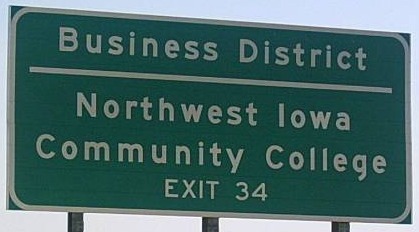 Business District
Northwest Iowa
Community College
EXIT 34